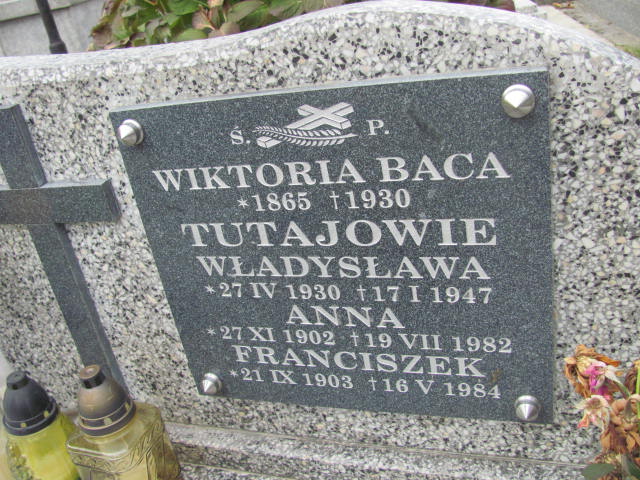 S. P.
WIKTORIA BACA
*1865 †1930
TUTAJOWIE
WŁADYSŁAWA
*27 IV 1930 †17 I 1947
ANNA
*27 XI 1902 †19 VII 1982
FRANCISZEK
*21 IX 1903 †16 V 1984